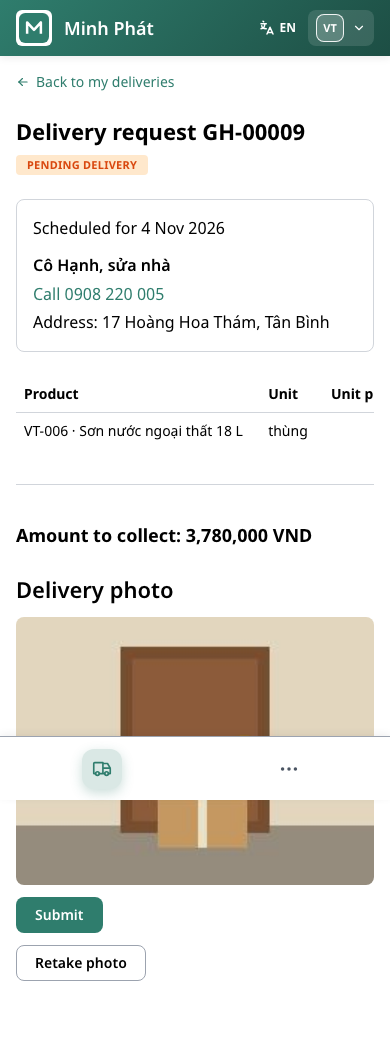 Minh Phát
EN
VT
Back to my deliveries
Delivery request GH-00009
PENDING DELIVERY
Scheduled for 4 Nov 2026
Cô Hạnh, sửa nhà
Call 0908 220 005
Address: 17 Hoàng Hoa Thám, Tân Bình
Product Unit Unit p
VT-006 · Sơn nước ngoại thất 18 L thùng
Amount to collect: 3,780,000 VND
Delivery photo
Submit
Retake photo